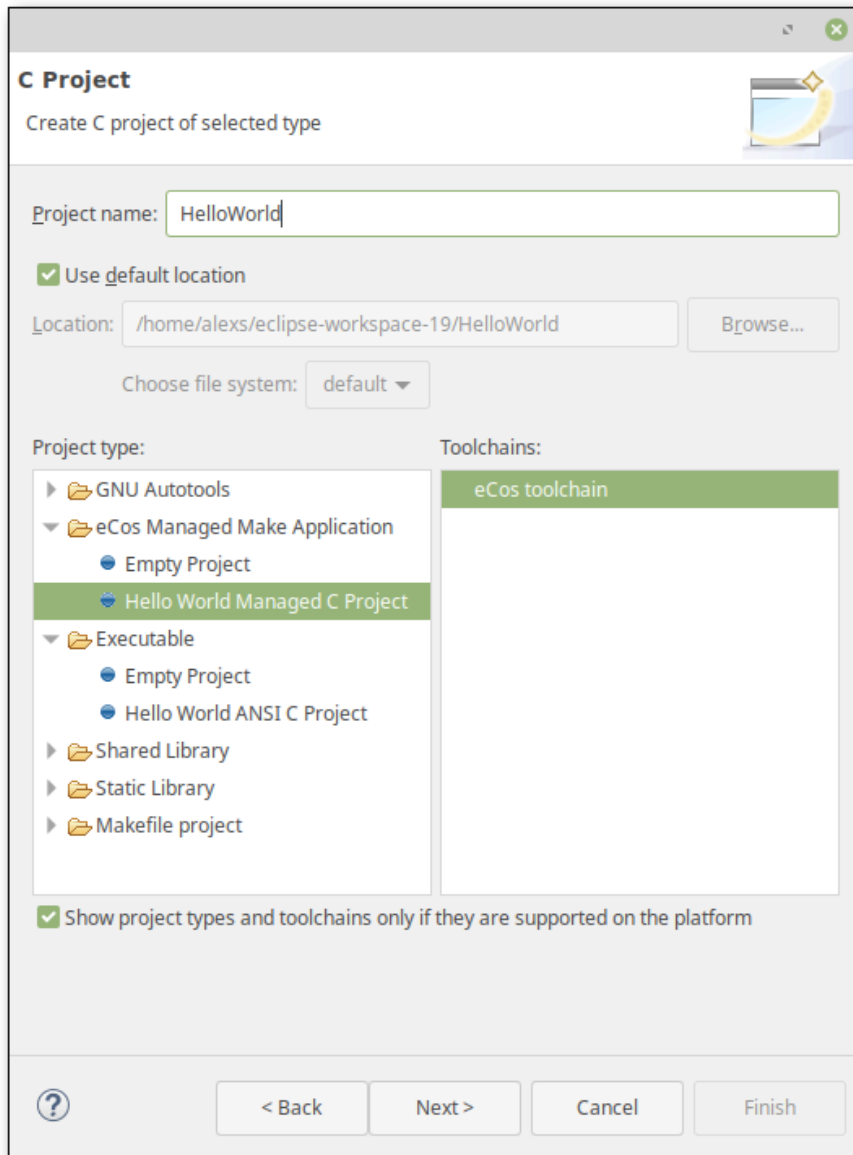 C Project
Create C project of selected type
Project name: HelloWorld
Use default location
Location: /home/alexs/eclipse-workspace-19/HelloWorld Browse...
Choose file system: default
Project type:
GNU Autotools
eCos Managed Make Application
Empty Project
Hello World Managed C Project
Executable
Empty Project
Hello World ANSI C Project
Shared Library
Static Library
Makefile project
Toolchains:
eCos toolchain
Show project types and toolchains only if they are supported on the platform
? < Back Next > Cancel Finish